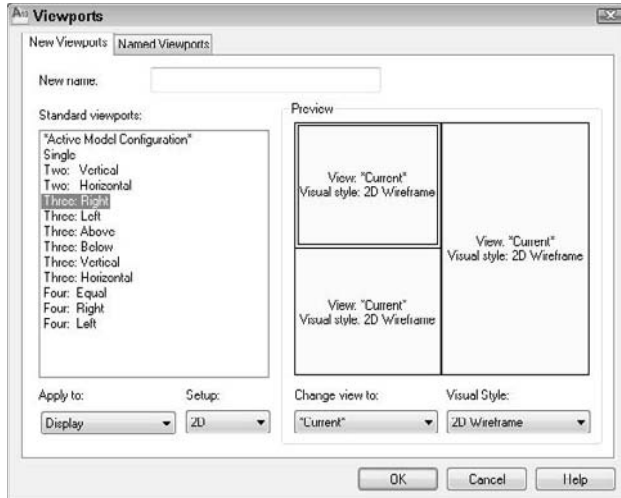 Viewports
New Viewports
Named Viewports
New name:
Standard viewports:
*Active Model Configuration*
Single
Two: Vertical
Two: Horizontal
Three: Right
Three: Left
Three: Above
Three: Below
Three: Vertical
Three: Horizontal
Four: Equal
Four: Right
Four: Left
Apply to:
Display
Setup:
2D
Preview
View: "Current"
Visual style: 2D Wireframe
View: "Current"
Visual style: 2D Wireframe
View: "Current"
Visual style: 2D Wireframe
Change view to:
*Current*
Visual Style:
2D Wireframe
OK
Cancel
Help